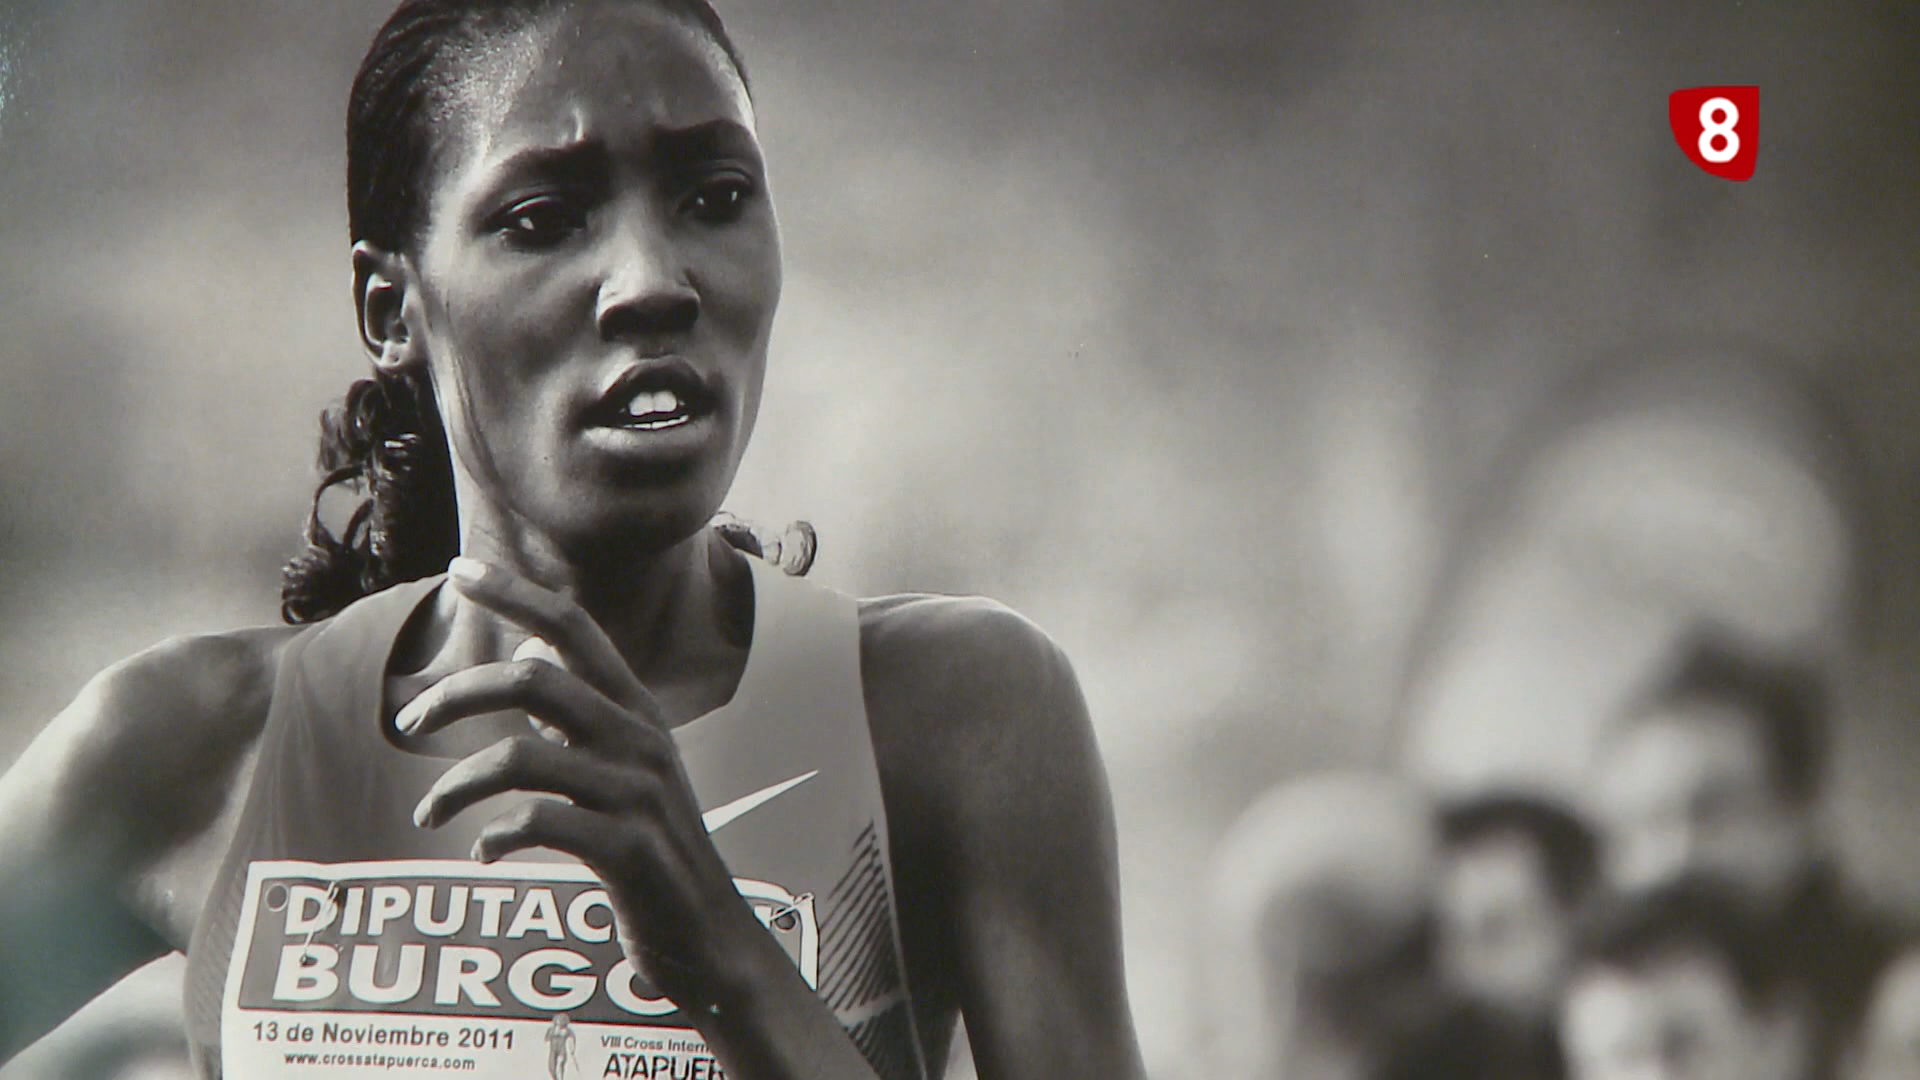 8
DIPUTAC
BURGO
13 de Noviembre 2011
www.crossatapuerca.com
VIII Cross Intern
ATAPUER